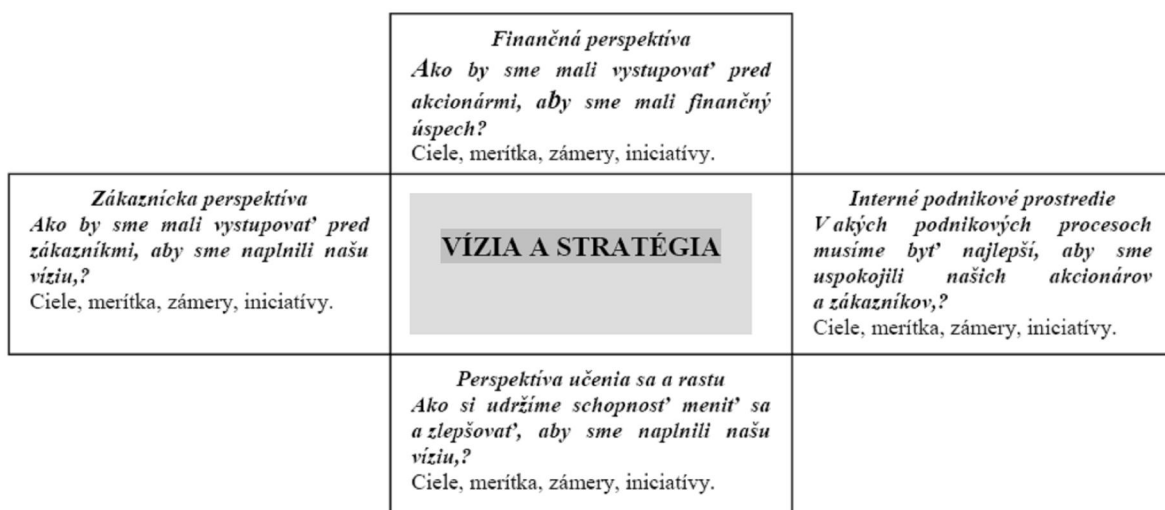 Finančná perspektíva
Ako by sme mali vystupovať pred
akcionármi, aby sme mali finančný
úspech?
Ciele, merítka, zámery, iniciatívy.
Zákaznícka perspektíva
Ako by sme mali vystupovať pred
zákazníkmi, aby sme naplnili našu
víziu,?
Ciele, merítka, zámery, iniciatívy.
VÍZIA A STRATÉGIA
Interné podnikové prostredie
V akých podnikových procesoch
musíme byť najlepší, aby sme
uspokojili našich akcionárov
a zákazníkov,?
Ciele, merítka, zámery, iniciatívy.
Perspektíva učenia sa a rastu
Ako si udržíme schopnosť meniť sa
a zlepšovať, aby sme naplnili našu
víziu,?
Ciele, merítka, zámery, iniciatívy.